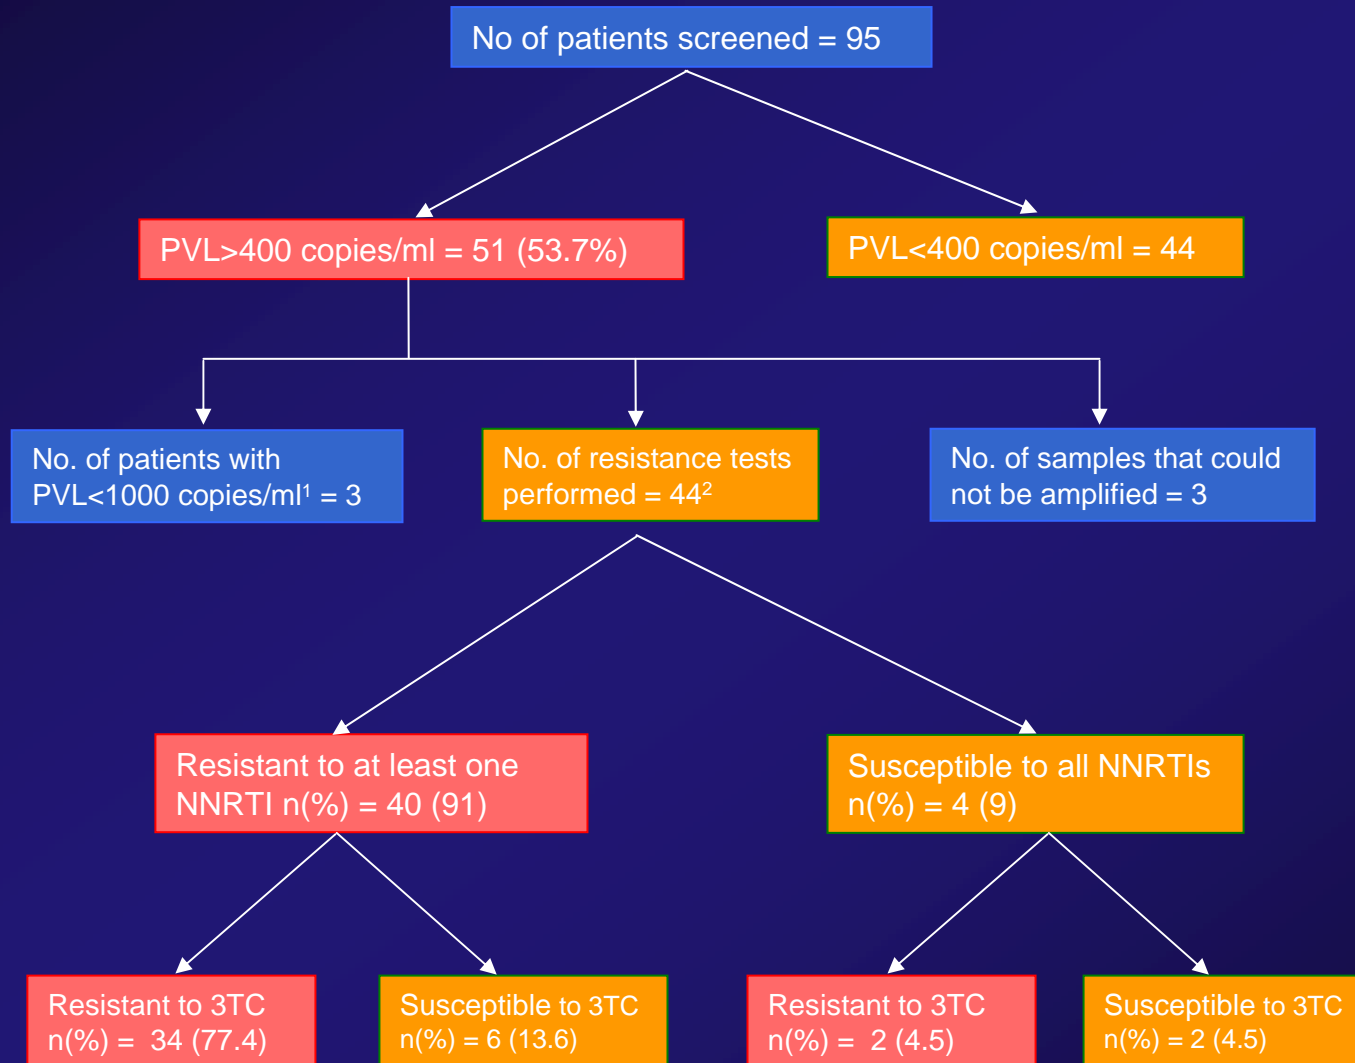 No of patients screened = 95
PVL>400 copies/ml = 51 (53.7%)
PVL<400 copies/ml = 44
No. of patients with
PVL<1000 copies/ml¹ = 3
No. of resistance tests
performed = 44²
No. of samples that could
not be amplified = 3
Resistant to at least one
NNRTI n(%) = 40 (91)
Susceptible to all NNRTIs
n(%) = 4 (9)
Resistant to 3TC
n(%) = 34 (77.4)
Susceptible to 3TC
n(%) = 6 (13.6)
Resistant to 3TC
n(%) = 2 (4.5)
Susceptible to 3TC
n(%) = 2 (4.5)